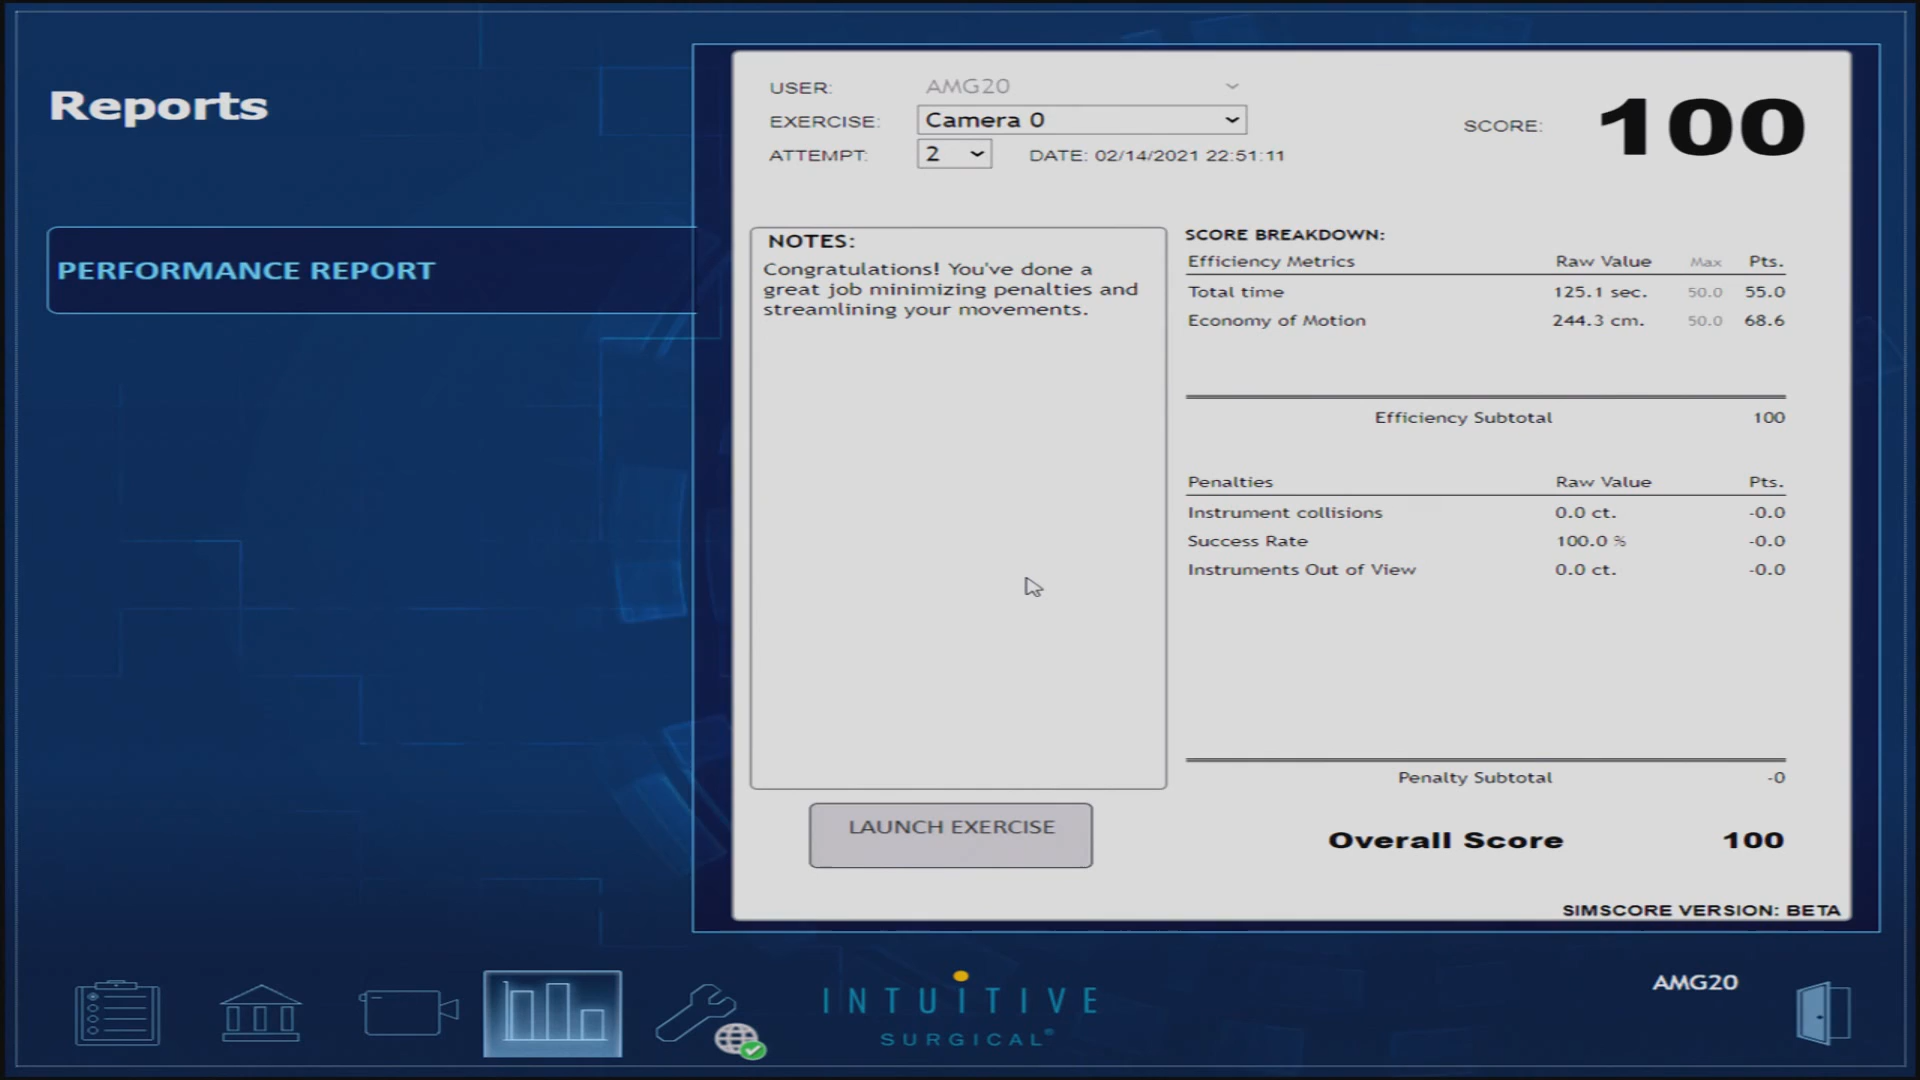 Reports
PERFORMANCE REPORT
USER: AMG20
EXERCISE: Camera 0
ATTEMPT: 2 DATE: 02/14/2021 22:51:11
SCORE: 100
NOTES:
Congratulations! You've done a
great job minimizing penalties and
streamlining your movements.
LAUNCH EXERCISE
SCORE BREAKDOWN:
Efficiency Metrics Raw Value Max Pts.
Total time 125.1 sec. 50.0 55.0
Economy of Motion 244.3 cm. 50.0 68.6
Efficiency Subtotal 100
Penalties Raw Value Pts.
Instrument collisions 0.0 ct. -0.0
Success Rate 100.0 % -0.0
Instruments Out of View 0.0 ct. -0.0
Penalty Subtotal -0
Overall Score 100
SIMSCORE VERSION: BETA
INTUITIVE
SURGICAL®
AMG20